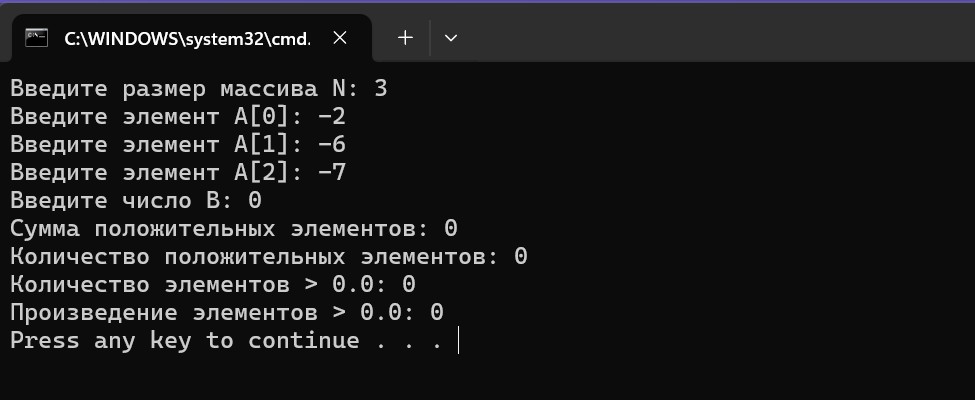 C:\WINDOWS\system32\cmd.
Введите размер массива N: 3
Введите элемент A[0]: -2
Введите элемент A[1]: -6
Введите элемент A[2]: -7
Введите число B: 0
Сумма положительных элементов: 0
Количество положительных элементов: 0
Количество элементов > 0.0: 0
Произведение элементов > 0.0: 0
Press any key to continue . . .